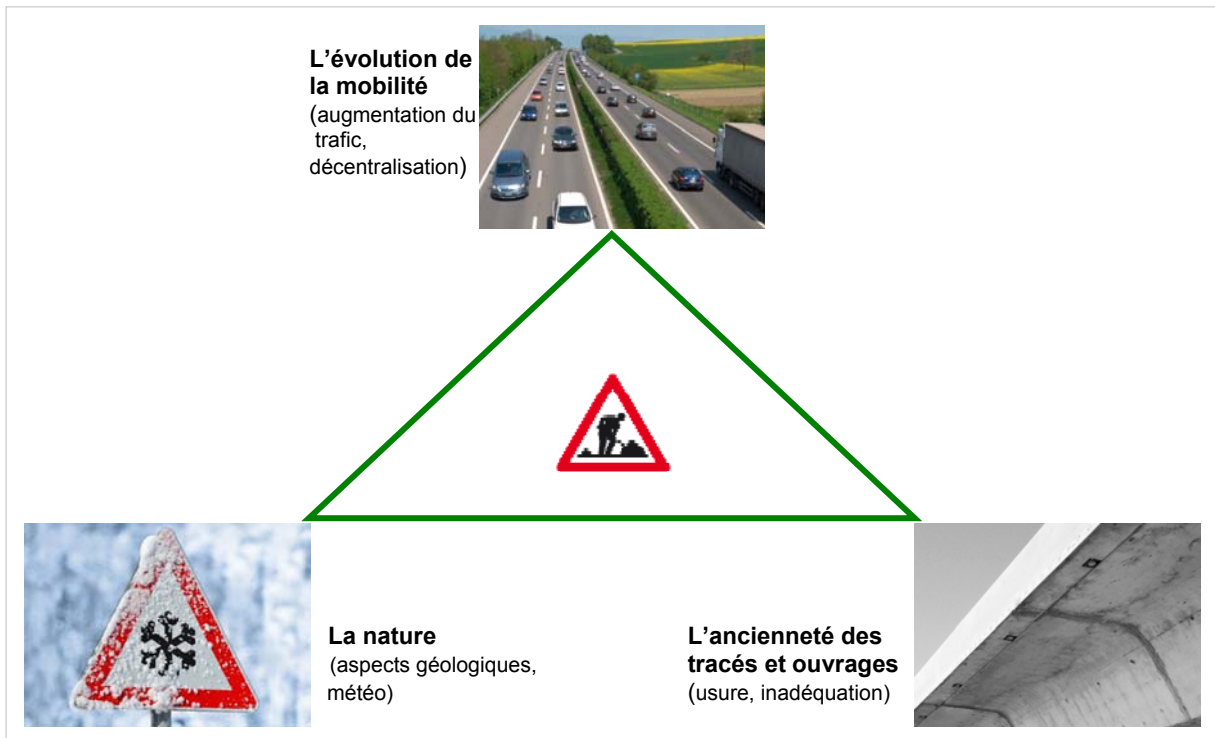 L’évolution de
la mobilité
(augmentation du
trafic,
décentralisation)
La nature
(aspects géologiques,
météo)
L’ancienneté des
tracés et ouvrages
(usure, inadéquation)